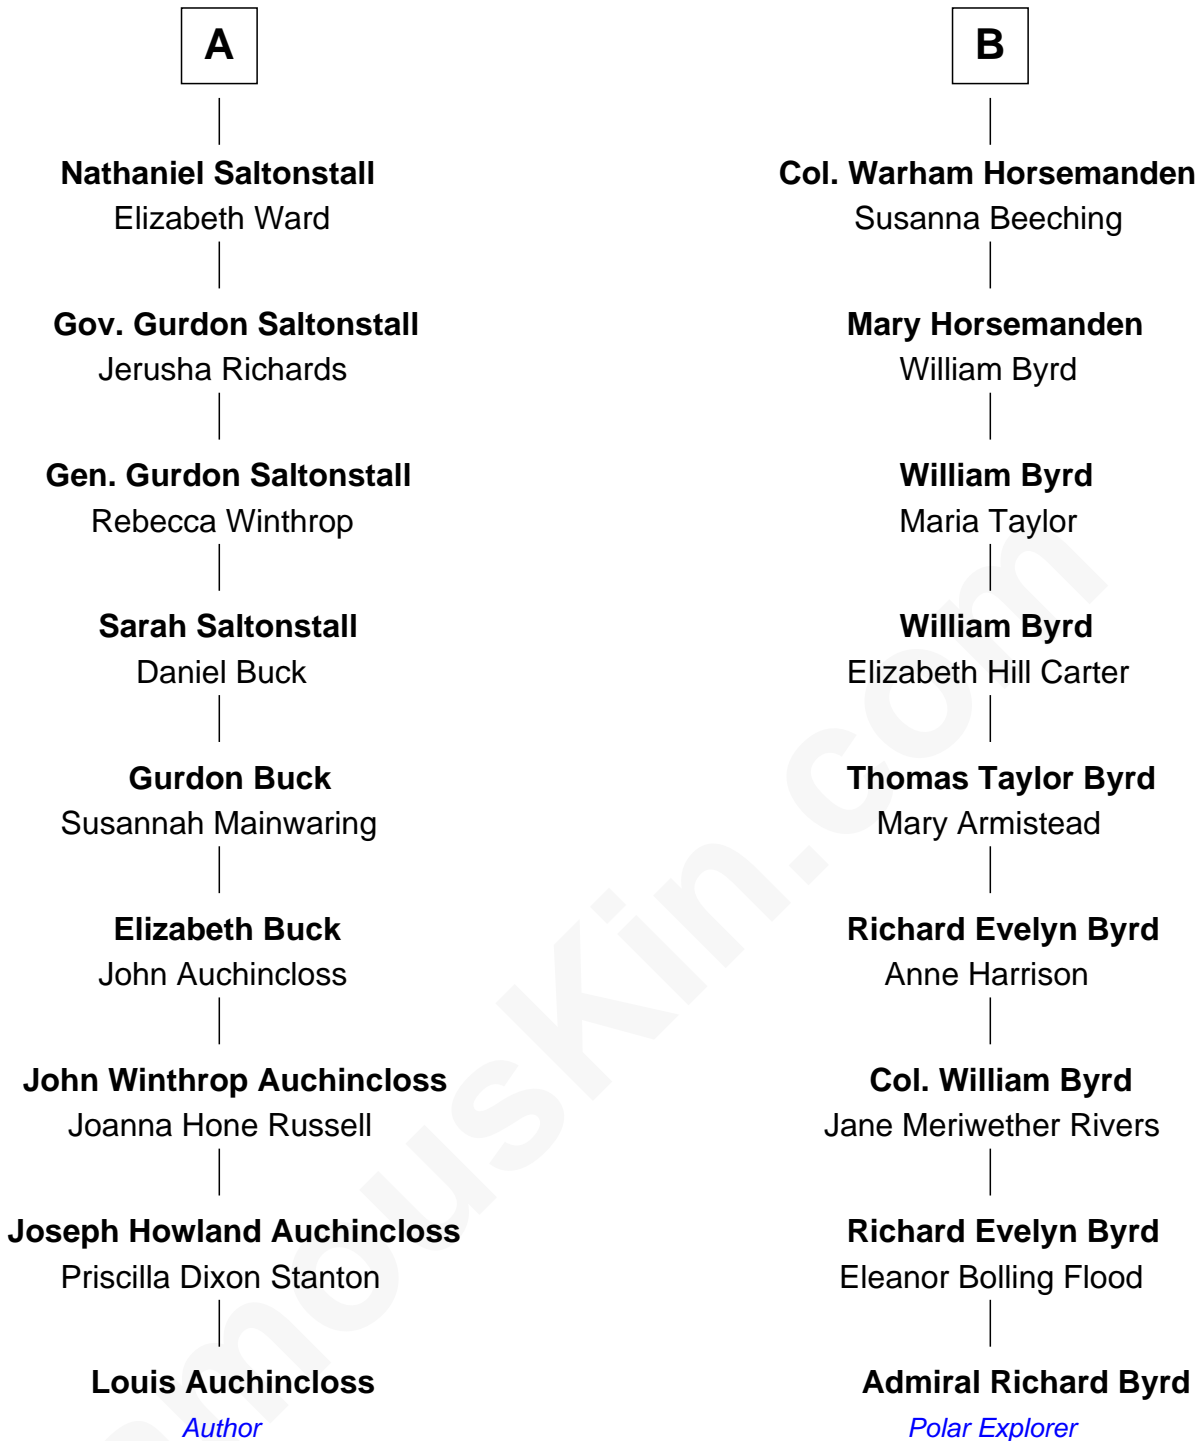 A
Nathaniel Saltonstall
Elizabeth Ward
Gov. Gurdon Saltonstall
Jerusha Richards
Gen. Gurdon Saltonstall
Rebecca Winthrop
Sarah Saltonstall
Daniel Buck
Gurdon Buck
Susannah Mainwaring
Elizabeth Buck
John Auchincloss
John Winthrop Auchincloss
Joanna Hone Russell
Joseph Howland Auchincloss
Priscilla Dixon Stanton
Louis Auchincloss
Author
B
Col. Warham Horsemanden
Susanna Beeching
Mary Horsemanden
William Byrd
William Byrd
Maria Taylor
William Byrd
Elizabeth Hill Carter
Thomas Taylor Byrd
Mary Armistead
Richard Evelyn Byrd
Anne Harrison
Col. William Byrd
Jane Meriwether Rivers
Richard Evelyn Byrd
Eleanor Bolling Flood
Admiral Richard Byrd
Polar Explorer
amouskin.com